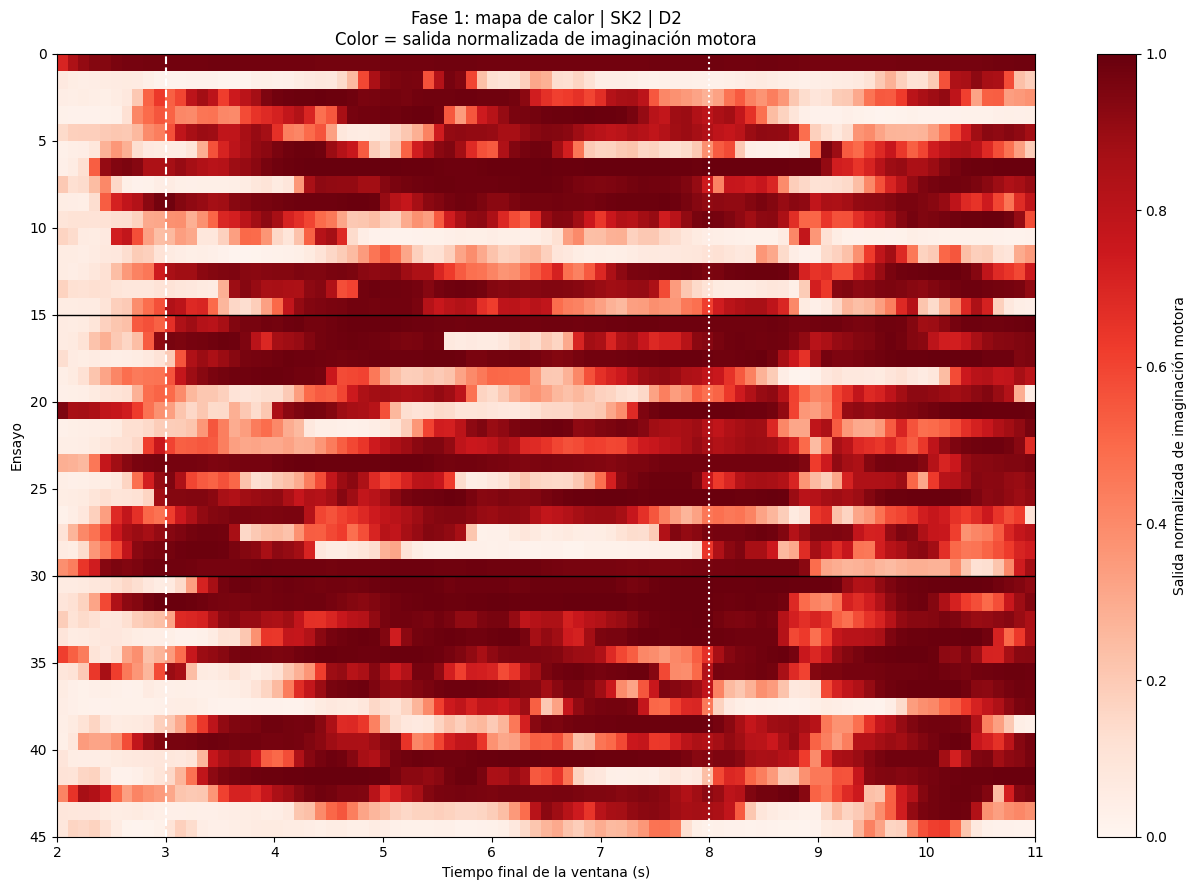 Fase 1: mapa de calor | SK2 | D2
Color = salida normalizada de imaginación motora
0
5
10
15
20
25
30
35
40
45
Ensayo
2 3 4 5 6 7 8 9 10 11
Tiempo final de la ventana (s)
1.0
0.8
0.6
0.4
0.2
0.0
Salida normalizada de imaginación motora